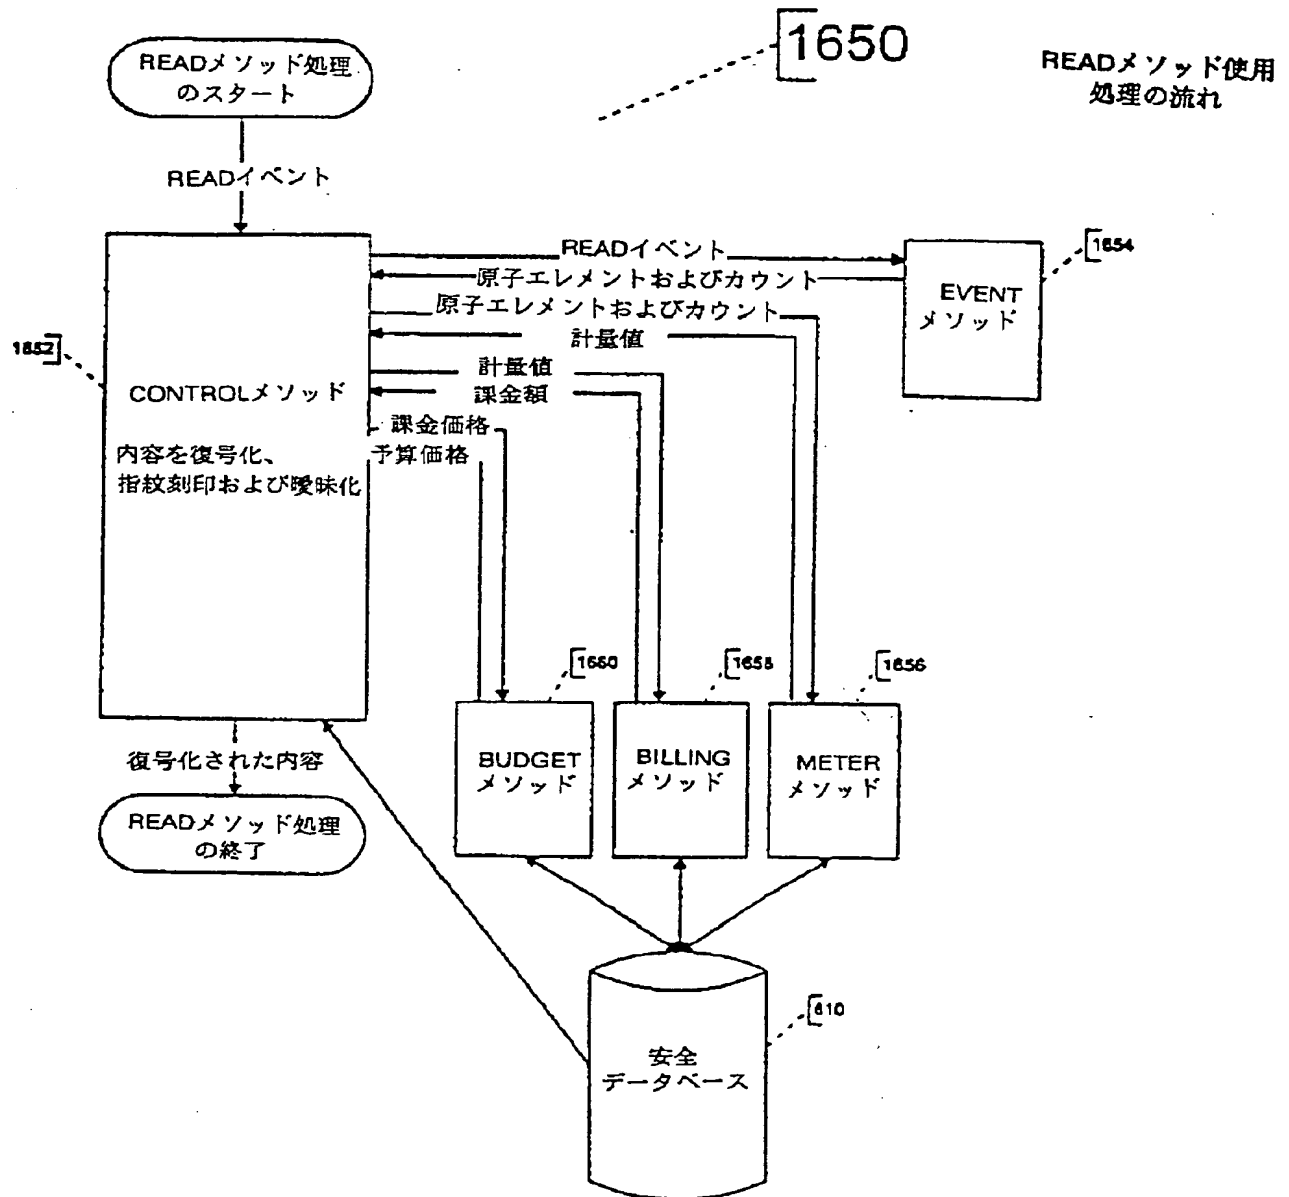 1650
READメソッド使用
処理の流れ
READメソッド処理
のスタート
READイベント
READイベント
原子エレメントおよびカウント
原子エレメントおよびカウント
計量値
計量値
課金額
課金価格
予算価格
1654
EVENT
メソッド
1652
CONTROLメソッド
内容を復号化、
指紋刻印および曖昧化
1660
1658
1656
BUDGET
メソッド
BILLING
メソッド
METER
メソッド
復号化された内容
READメソッド処理
の終了
610
安全
データベース